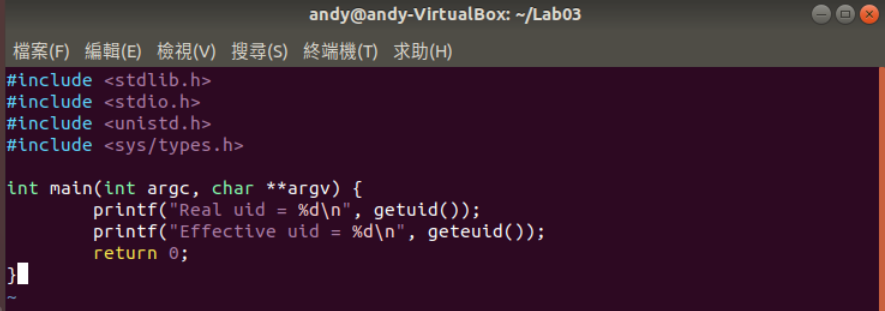 andy@andy-VirtualBox: ~/Lab03
檔案(F) 編輯(E) 檢視(V) 搜尋(S) 終端機(T) 求助(H)
#include <stdlib.h>
#include <stdio.h>
#include <unistd.h>
#include <sys/types.h>
int main(int argc, char **argv) {
        printf("Real uid = %d\n", getuid());
        printf("Effective uid = %d\n", geteuid());
        return 0;
}
~